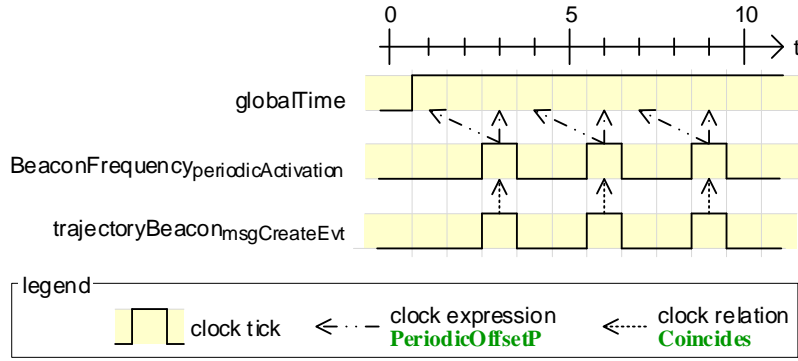 0 5 10
t
globalTime
BeaconFrequencyperiodicActivation
trajectoryBeaconmsgCreateEvt
legend
clock tick
clock expression
PeriodicOffsetP
clock relation
Coincides